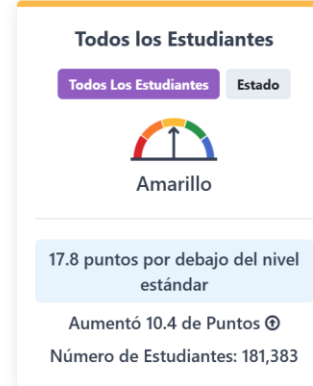 Todos los Estudiantes
Todos Los Estudiantes Estado
Amarillo
17.8 puntos por debajo del nivel
estándar
Aumentó 10.4 de Puntos
Número de Estudiantes: 181,383